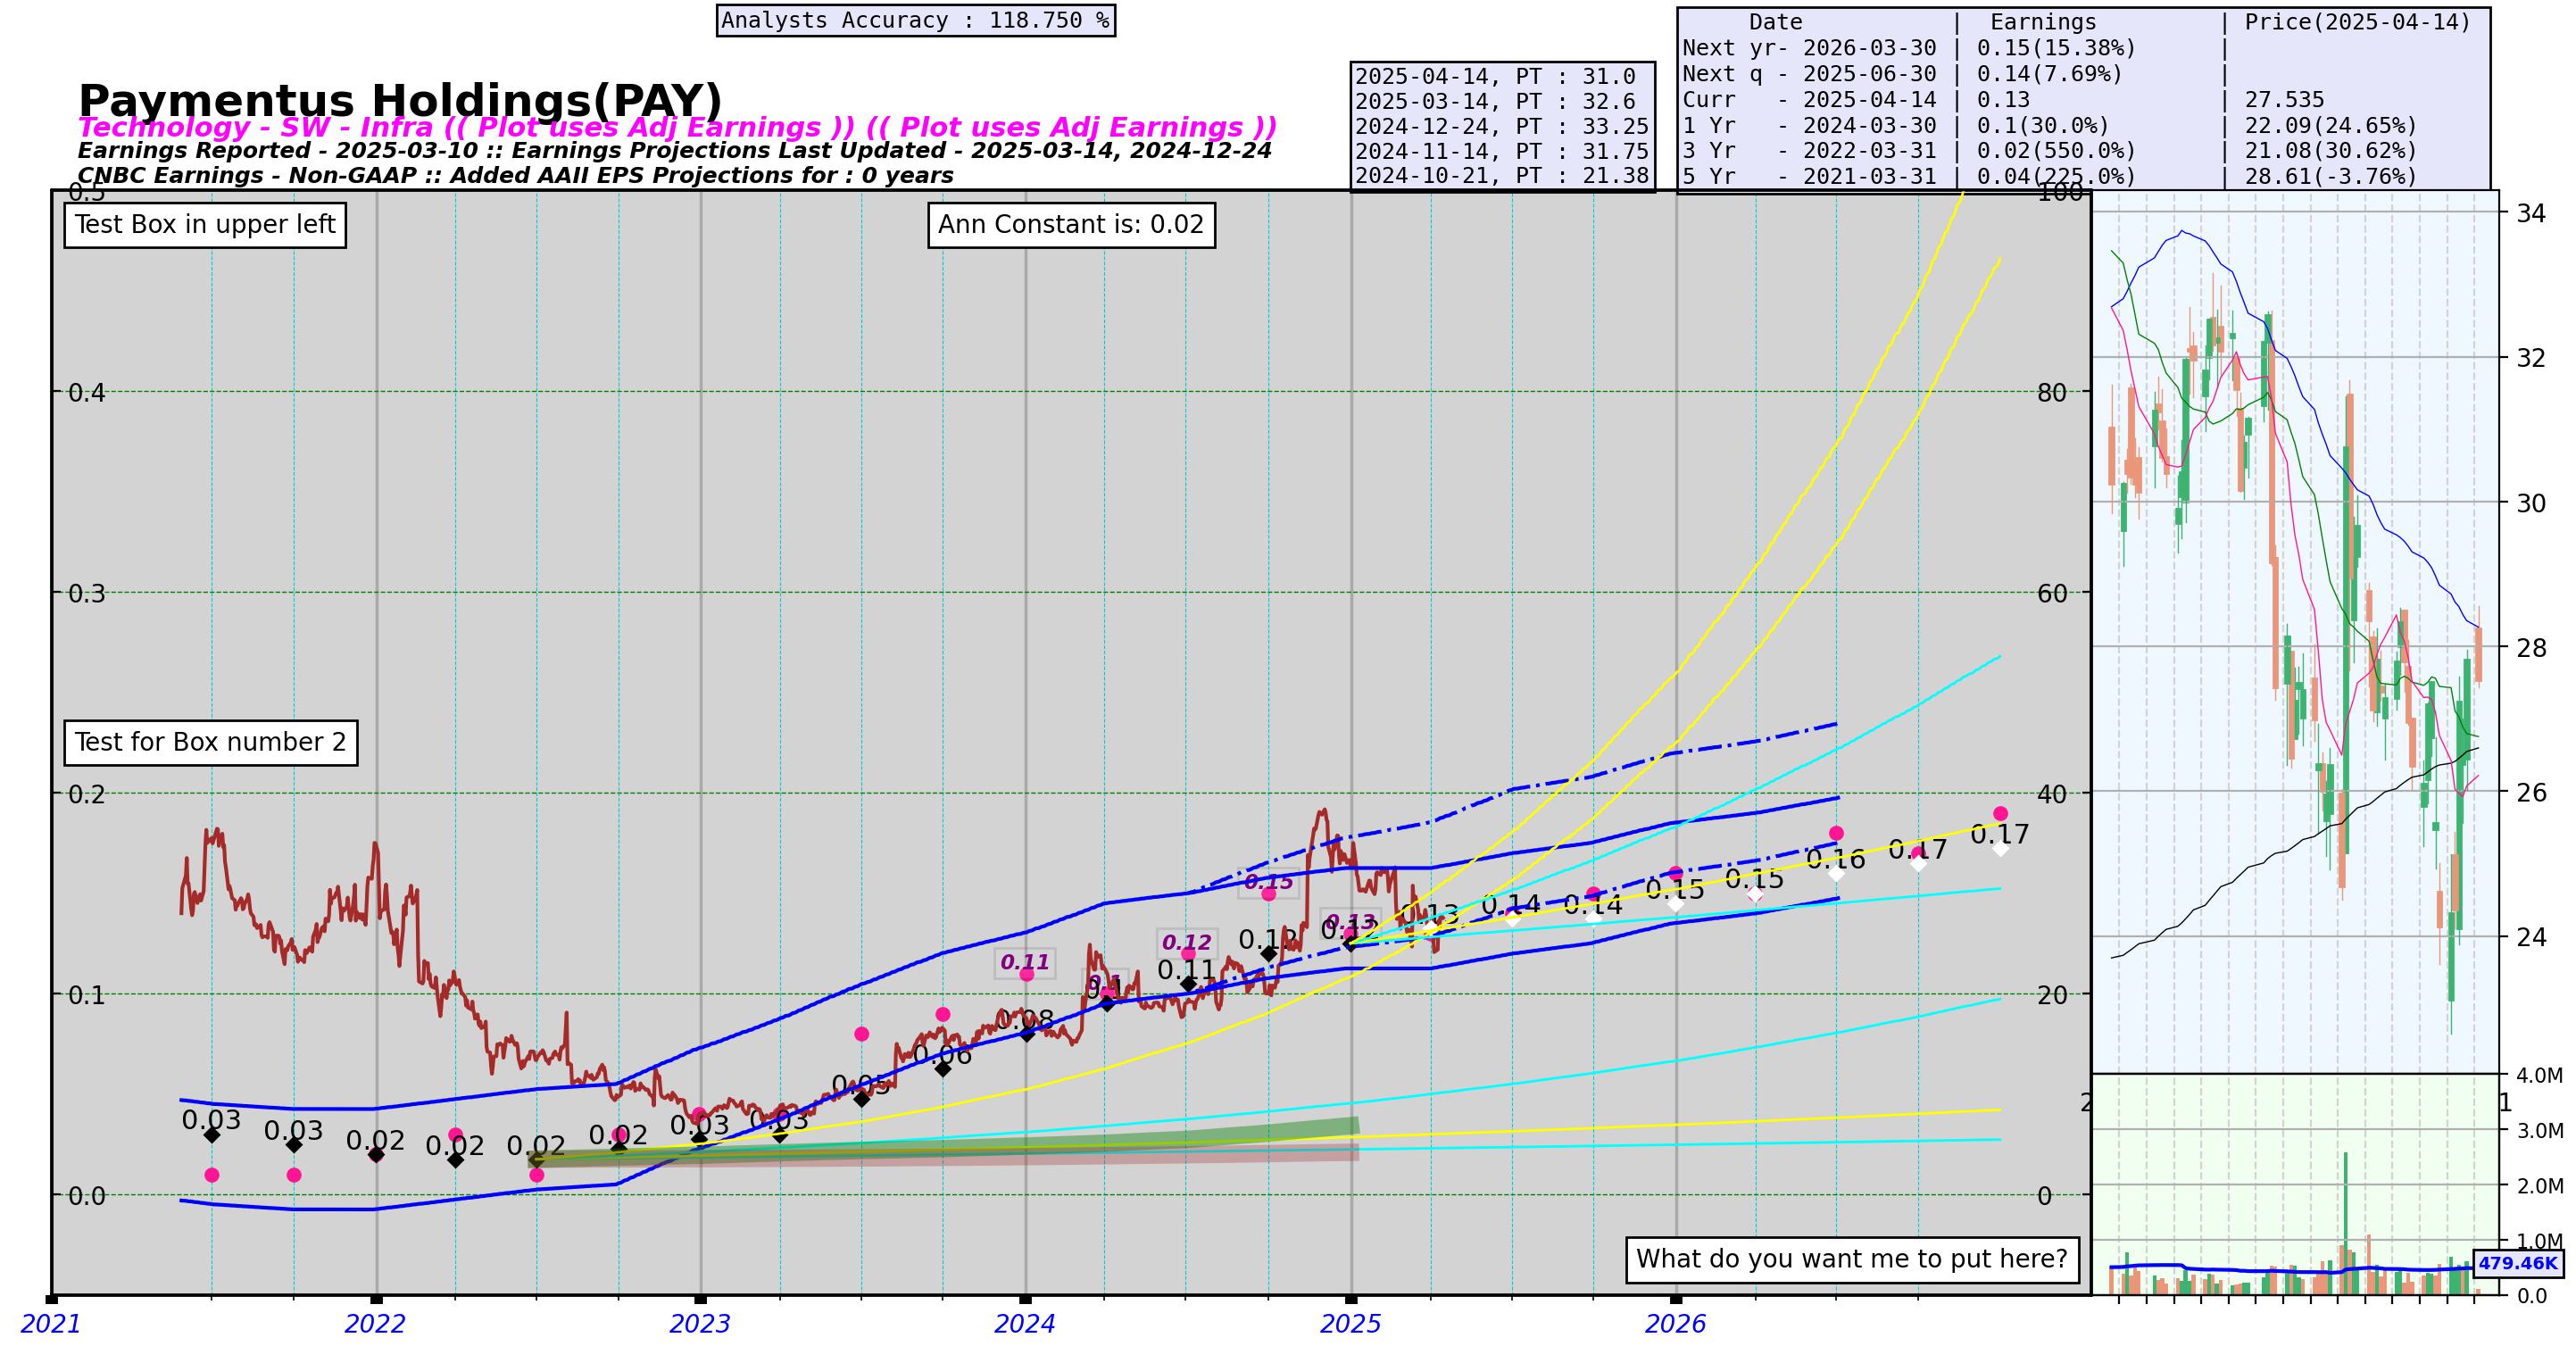 Analysts Accuracy : 118.750 %
Date | Earnings | Price(2025-04-14)
Next yr- 2026-03-30 | 0.15(15.38%) |
Next q - 2025-06-30 | 0.14(7.69%) |
Curr - 2025-04-14 | 0.13 | 27.535
1 Yr - 2024-03-30 | 0.1(30.0%) | 22.09(24.65%)
3 Yr - 2022-03-31 | 0.02(550.0%) | 21.08(30.62%)
5 Yr - 2021-03-31 | 0.04(225.0%) | 28.61(-3.76%)
2025-04-14, PT : 31.0
2025-03-14, PT : 32.6
2024-12-24, PT : 33.25
2024-11-14, PT : 31.75
2024-10-21, PT : 21.38
Paymentus Holdings(PAY)
Technology - SW - Infra (( Plot uses Adj Earnings )) (( Plot uses Adj Earnings ))
Earnings Reported - 2025-03-10 :: Earnings Projections Last Updated - 2025-03-14, 2024-12-24
CNBC Earnings - Non-GAAP :: Added AAII EPS Projections for : 0 years
0.5
100
Test Box in upper left
Ann Constant is: 0.02
34
0.4
80
32
0.3
60
30
28
Test for Box number 2
0.2
40
26
24
0.1
20
0.0
0
0.03
0.03
0.02
0.02
0.02
0.02
0.03
0.03
0.05
0.06
0.08
0.1
0.11
0.12
0.12
0.13
0.14
0.14
0.15
0.15
0.16
0.17
0.17
0.11
0.1
0.12
0.15
0.13
4.0M
2
1
3.0M
2.0M
1.0M
479.46K
0.0
What do you want me to put here?
2021
2022
2023
2024
2025
2026